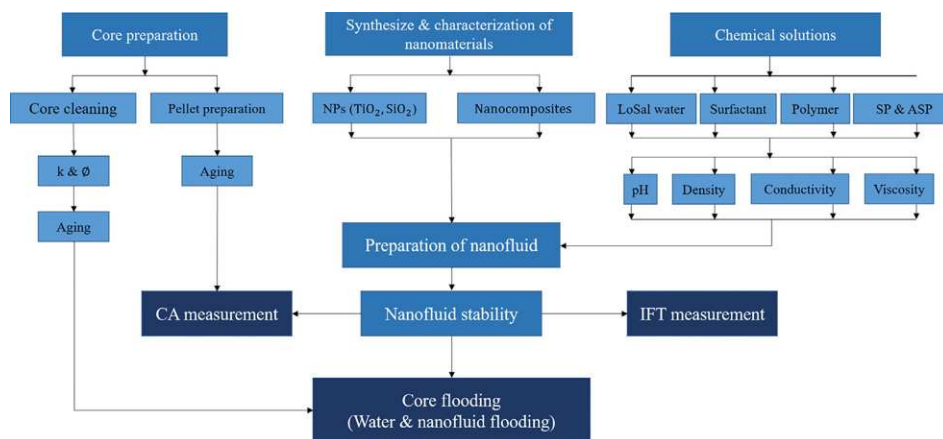 Core preparation
Synthesize & characterization of
nanomaterials
Chemical solutions
Core cleaning
Pellet preparation
NPs (TiO₂, SiO₂)
Nanocomposites
LoSal water
Surfactant
Polymer
SP & ASP
k & Ø
Aging
pH
Density
Conductivity
Viscosity
Aging
Preparation of nanofluid
CA measurement
Nanofluid stability
IFT measurement
Core flooding
(Water & nanofluid flooding)